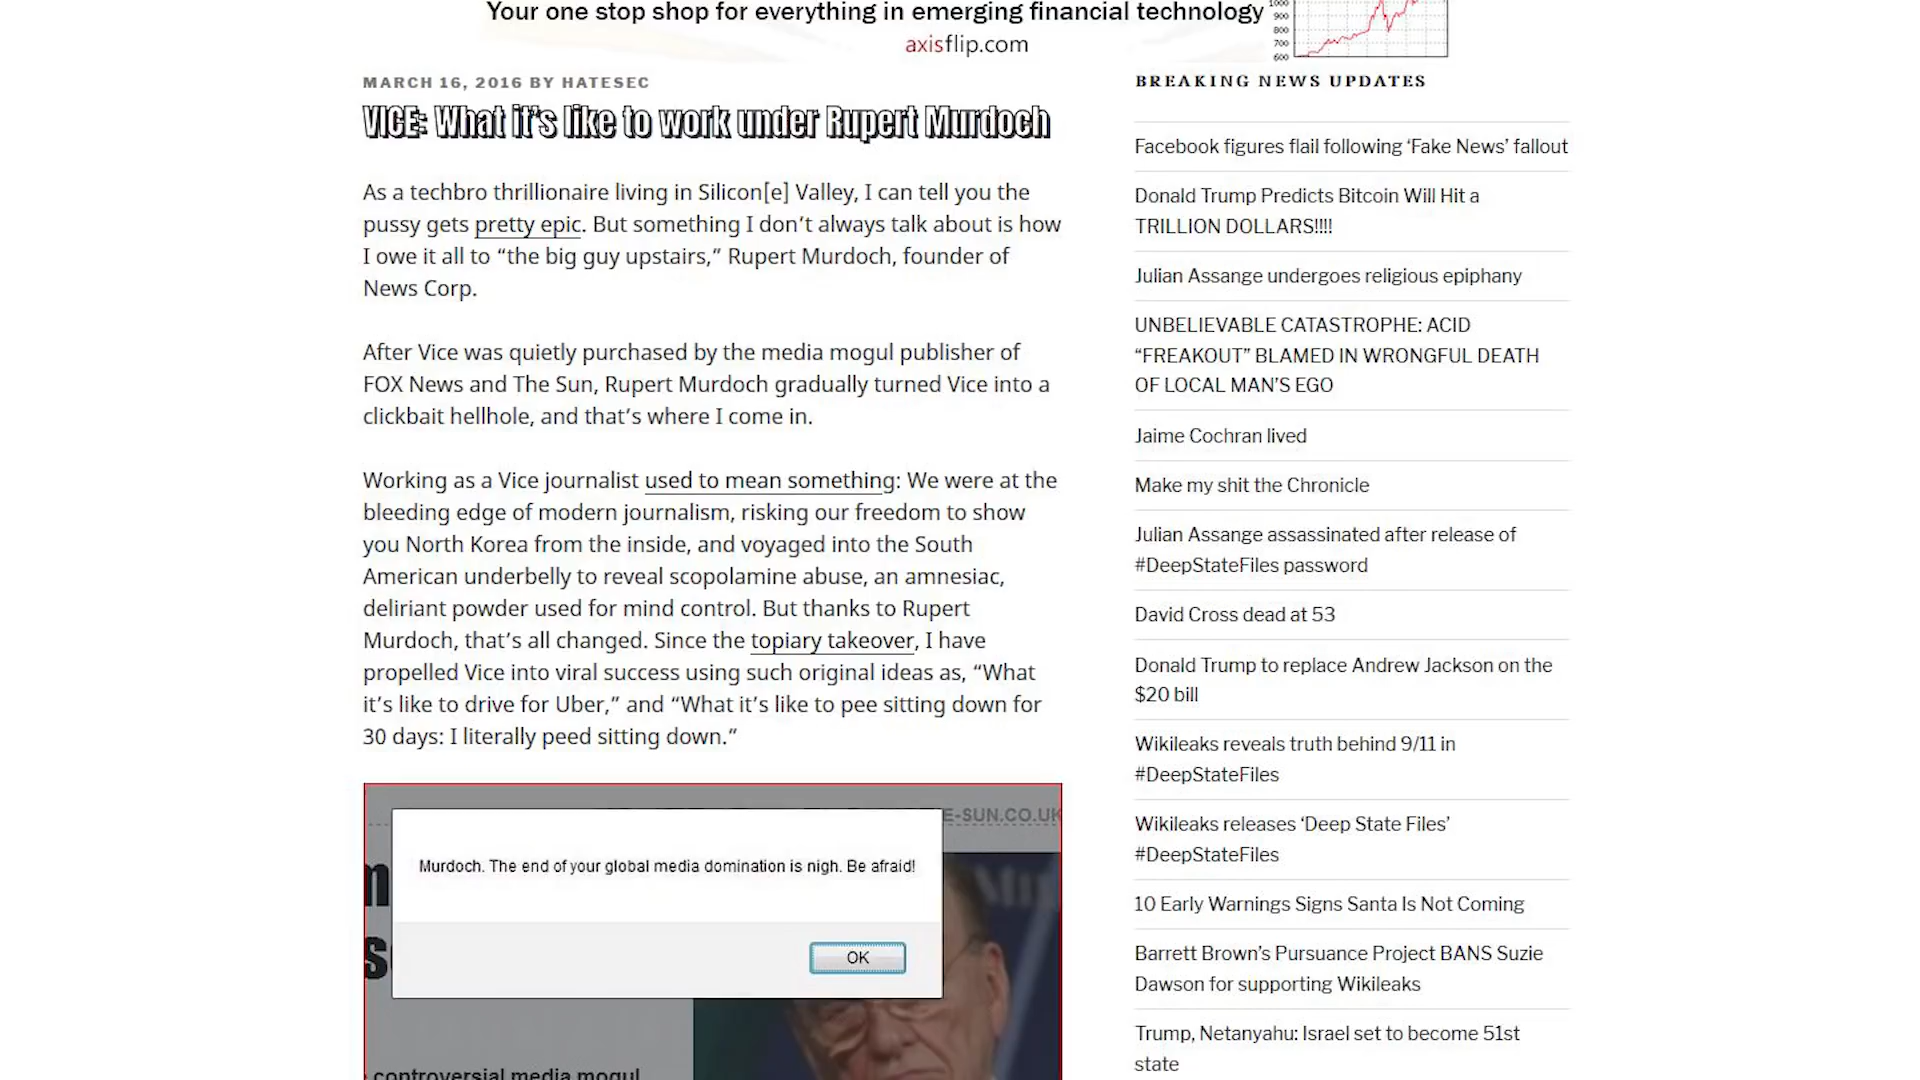 Your one stop shop for everything in emerging financial technology
axisflip.com
1000
900
800
700
600
MARCH 16, 2016 BY HATESEC
VICE: What it's like to work under Rupert Murdoch
As a techbro thrillionaire living in Silicon[e] Valley, I can tell you the
pussy gets pretty epic. But something I don’t always talk about is how
I owe it all to “the big guy upstairs,” Rupert Murdoch, founder of
News Corp.
After Vice was quietly purchased by the media mogul publisher of
FOX News and The Sun, Rupert Murdoch gradually turned Vice into a
clickbait hellhole, and that’s where I come in.
Working as a Vice journalist used to mean something: We were at the
bleeding edge of modern journalism, risking our freedom to show
you North Korea from the inside, and voyaged into the South
American underbelly to reveal scopolamine abuse, an amnesiac,
deliriant powder used for mind control. But thanks to Rupert
Murdoch, that’s all changed. Since the topiary takeover, I have
propelled Vice into viral success using such original ideas as, “What
it’s like to drive for Uber,” and “What it’s like to pee sitting down for
30 days: I literally peed sitting down.”
E-SUN.CO.UK
Murdoch. The end of your global media domination is nigh. Be afraid!
OK
controversial media mogul
BREAKING NEWS UPDATES
Facebook figures flail following ‘Fake News’ fallout
Donald Trump Predicts Bitcoin Will Hit a
TRILLION DOLLARS!!!!
Julian Assange undergoes religious epiphany
UNBELIEVABLE CATASTROPHE: ACID
“FREAKOUT” BLAMED IN WRONGFUL DEATH
OF LOCAL MAN’S EGO
Jaime Cochran lived
Make my shit the Chronicle
Julian Assange assassinated after release of
#DeepStateFiles password
David Cross dead at 53
Donald Trump to replace Andrew Jackson on the
$20 bill
Wikileaks reveals truth behind 9/11 in
#DeepStateFiles
Wikileaks releases ‘Deep State Files’
#DeepStateFiles
10 Early Warnings Signs Santa Is Not Coming
Barrett Brown’s Pursuance Project BANS Suzie
Dawson for supporting Wikileaks
Trump, Netanyahu: Israel set to become 51st
state